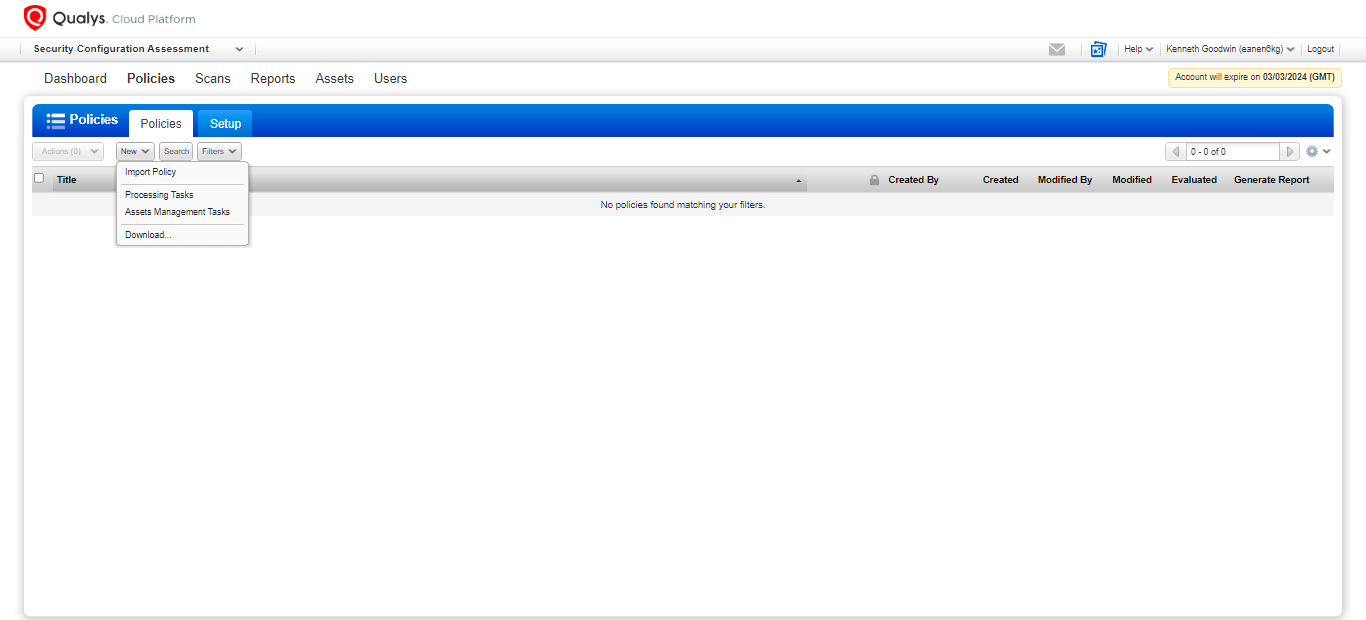 Qualys. Cloud Platform
Security Configuration Assessment
Help
Kenneth Goodwin (eanen6kg)
Logout
Dashboard Policies Scans Reports Assets Users
Account will expire on 03/03/2024 (GMT)
Policies
Policies
Setup
Actions (0)
New
Search
Filters
0 - 0 of 0
Title
Created By
Created
Modified By
Modified
Evaluated
Generate Report
Import Policy
Processing Tasks
Assets Management Tasks
Download...
No policies found matching your filters.